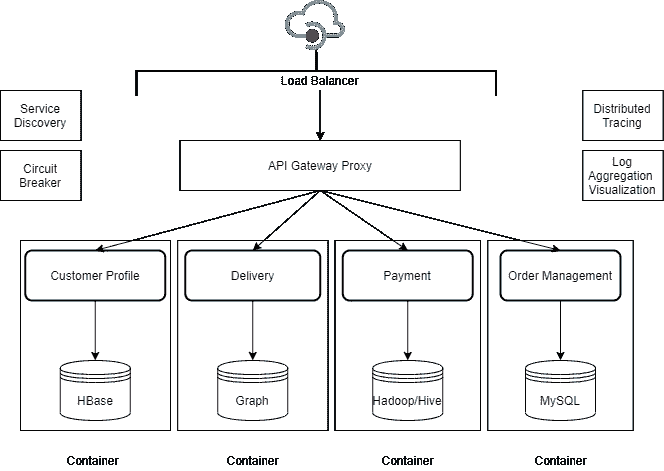 Load Balancer
Service
Discovery
Distributed
Tracing
API Gateway Proxy
Circuit
Breaker
Log
Aggregation
Visualization
Customer Profile
Delivery
Payment
Order Management
HBase
Graph
Hadoop/Hive
MySQL
Container
Container
Container
Container